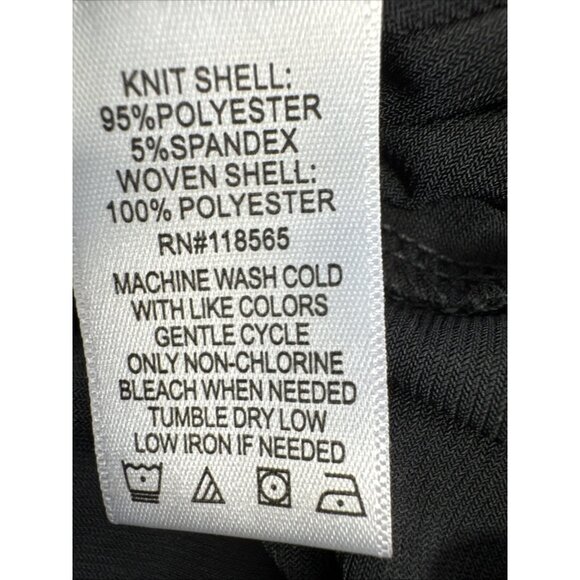 KNIT SHELL:
95%POLYESTER
5%SPANDEX
WOVEN SHELL:
100% POLYESTER
RN#118565
MACHINE WASH COLD
WITH LIKE COLORS
GENTLE CYCLE
ONLY NON-CHLORINE
BLEACH WHEN NEEDED
TUMBLE DRY LOW
LOW IRON IF NEEDED